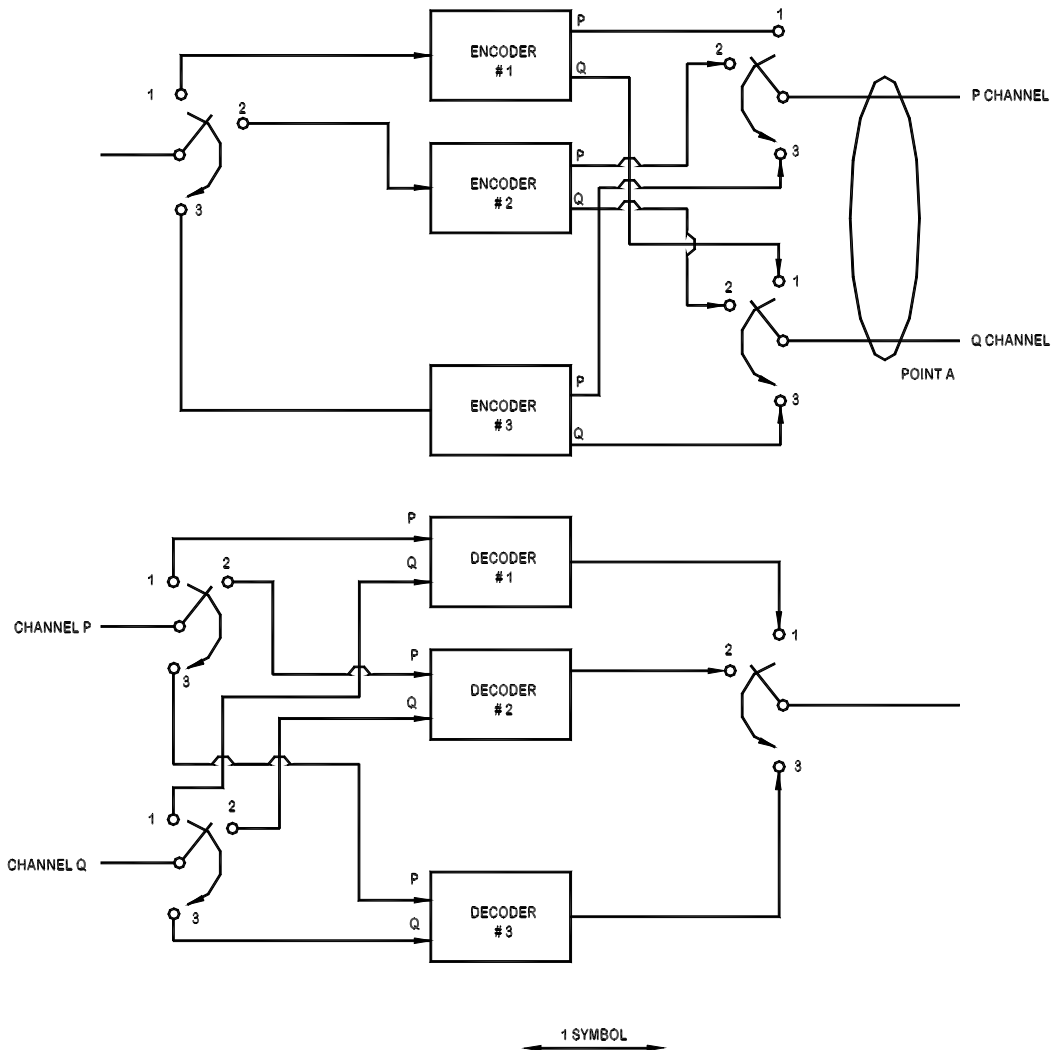 1
P
ENCODER
# 1
2
Q
1
2
P CHANNEL
P
3
ENCODER
# 2
Q
3
1
2
Q CHANNEL
POINT A
P
ENCODER
# 3
3
Q
P
DECODER
# 1
Q
1
2
1
CHANNEL P
2
P
3
DECODER
# 2
Q
3
2
1
CHANNEL Q
P
DECODER
# 3
3
Q
1 SYMBOL